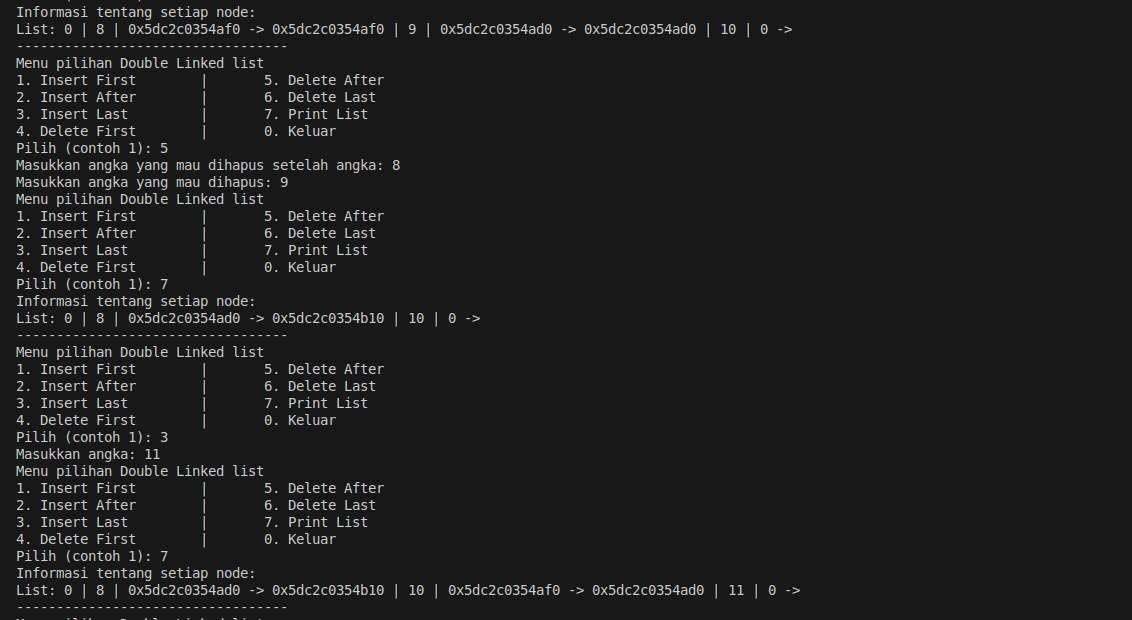 Informasi tentang setiap node:
List: 0 | 8 | 0x5dc2c0354af0 -> 0x5dc2c0354af0 | 9 | 0x5dc2c0354ad0 -> 0x5dc2c0354ad0 | 10 | 0 ->
----------------------------------
Menu pilihan Double Linked list
1. Insert First        |       5. Delete After
2. Insert After        |       6. Delete Last
3. Insert Last         |       7. Print List
4. Delete First        |       0. Keluar
Pilih (contoh 1): 5
Masukkan angka yang mau dihapus setelah angka: 8
Masukkan angka yang mau dihapus: 9
Menu pilihan Double Linked list
1. Insert First        |       5. Delete After
2. Insert After        |       6. Delete Last
3. Insert Last         |       7. Print List
4. Delete First        |       0. Keluar
Pilih (contoh 1): 7
Informasi tentang setiap node:
List: 0 | 8 | 0x5dc2c0354ad0 -> 0x5dc2c0354b10 | 10 | 0 ->
----------------------------------
Menu pilihan Double Linked list
1. Insert First        |       5. Delete After
2. Insert After        |       6. Delete Last
3. Insert Last         |       7. Print List
4. Delete First        |       0. Keluar
Pilih (contoh 1): 3
Masukkan angka: 11
Menu pilihan Double Linked list
1. Insert First        |       5. Delete After
2. Insert After        |       6. Delete Last
3. Insert Last         |       7. Print List
4. Delete First        |       0. Keluar
Pilih (contoh 1): 7
Informasi tentang setiap node:
List: 0 | 8 | 0x5dc2c0354ad0 -> 0x5dc2c0354b10 | 10 | 0x5dc2c0354af0 -> 0x5dc2c0354ad0 | 11 | 0 ->
----------------------------------